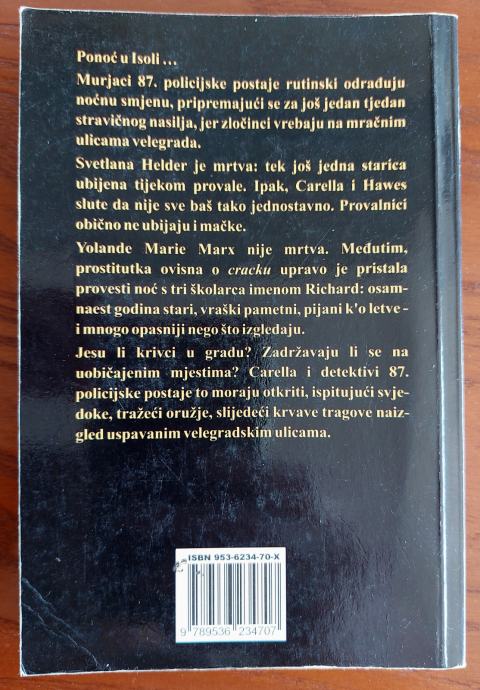 Ponoć u Isoli…
Murjaci 87. policijske postaje rutinski odrađuju
noćnu smjenu, pripremajući se za još jedan tjedan
stravičnog nasilja, jer zločinci vrebaju na mračnim
ulicama velegrada.
Svetlana Helder je mrtva: tek još jedna starica
ubijena tijekom provale. Ipak, Carella i Hawes
slute da nije sve baš tako jednostavno. Provalnici
obično ne ubijaju i mačke.
Yolande Marie Marx nije mrtva. Međutim,
prostitutka ovisna o cracku upravo je pristala
provesti noć s tri školarca imenom Richard: osam-
naest godina stari, vraški pametni, pijani k'o letve -
i mnogo opasniji nego što izgledaju.
Jesu li krivci u gradu? Zadržavaju li se na
uobičajenim mjestima? Carella i detektivi 87.
policijske postaje to moraju otkriti, ispitujući svje-
doke, tražeći oružje, slijedeći krvave tragove naiz-
gled uspavanim velegradskim ulicama.
ISBN 953-6234-70-X
9 789536 234707